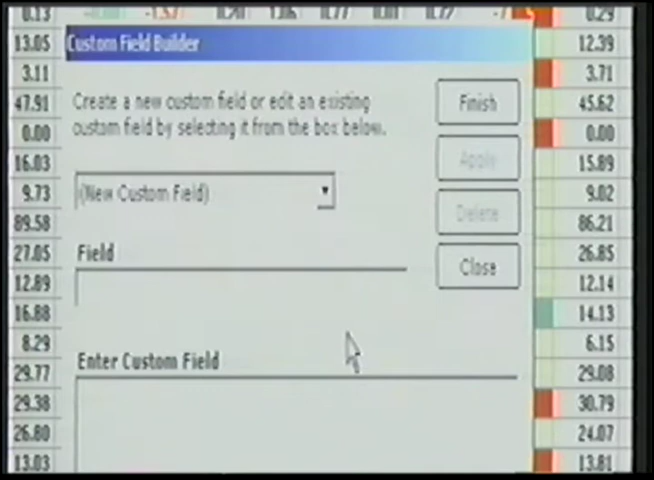 13.05 Custom Field Builder 12.39
3.11 3.71
47.91 Create a new custom field or edit an existing Finish 45.62
0.00 custom field by selecting it from the box below. 0.00
16.03 Apply 15.89
9.73 (New Custom Field) 9.02
89.58 Delete 86.21
27.05 Field Close 26.85
12.89 12.14
16.88 14.13
8.29 6.15
29.77 Enter Custom Field 29.08
29.38 30.79
26.80 24.07
13.03 13.81